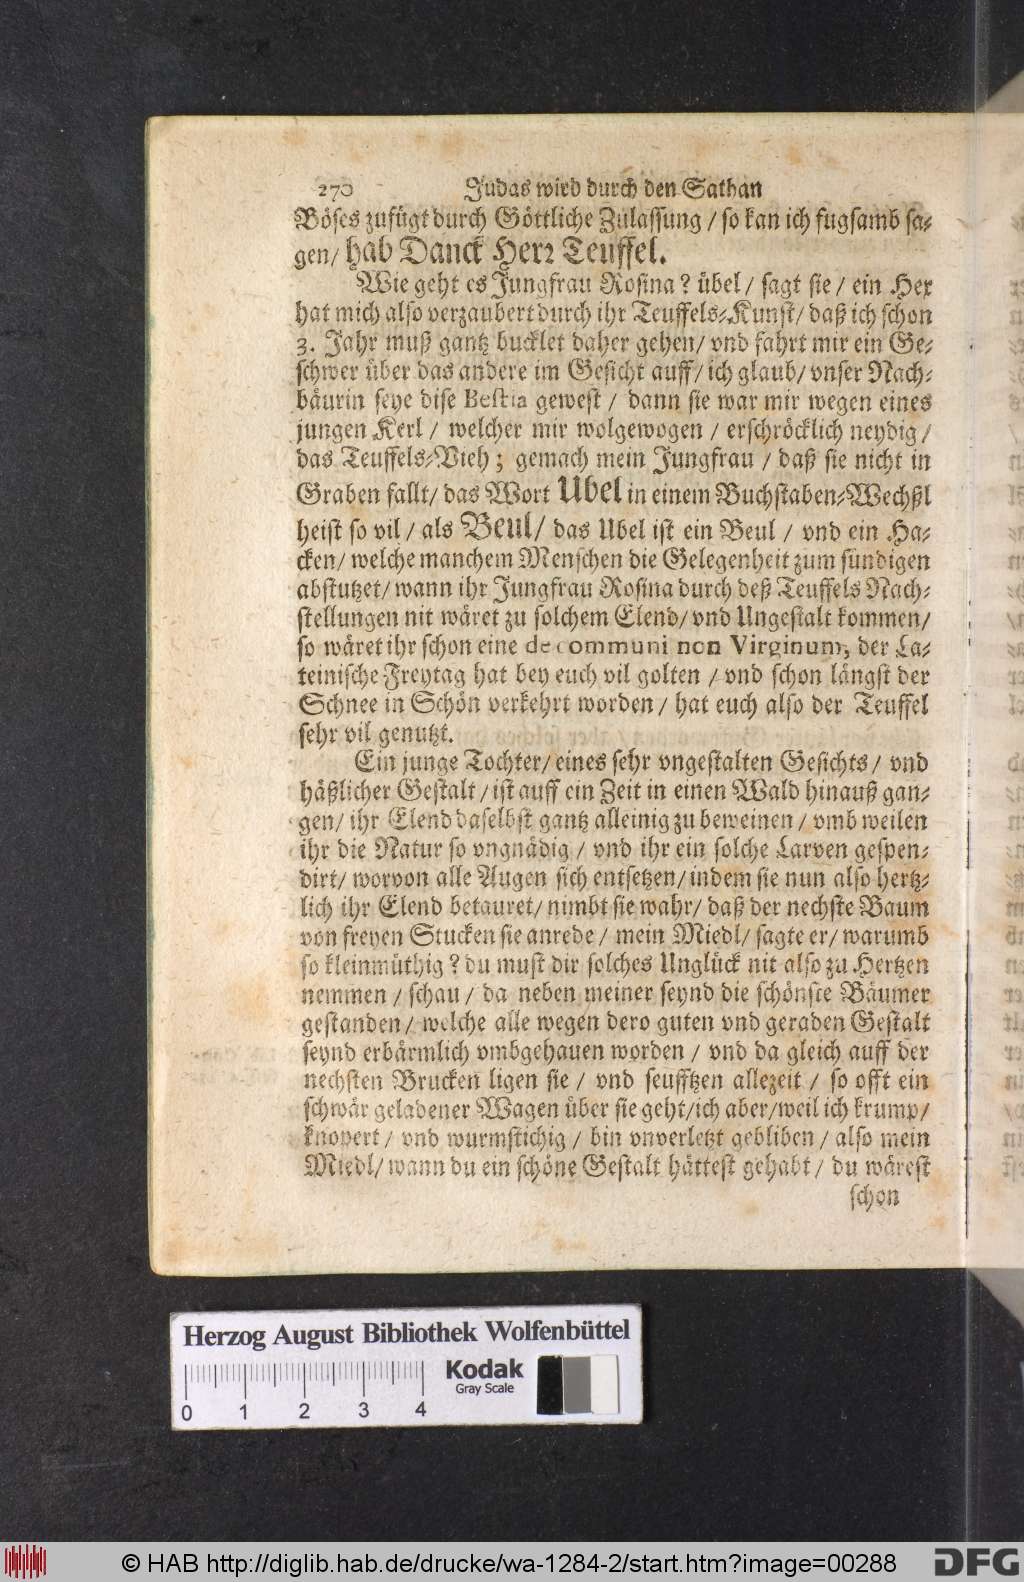 270 Judas wird durch den Sathan
Böses zufügt durch Göttliche Zulassung / so kan ich fugsamb sa-
gen / hab Danck Herr Teuffel.
Wie geht es Jungfrau Rosina? übel / sagt sie / ein Hex
hat mich also verzaubert durch ihr Teuffels-Kunst / daß ich schon
3. Jahr muß gantz bucklet daher gehen / vnd fahrt mir ein Ge-
schwer über das andere im Gesicht auff / ich glaub / vnser Nach-
bäurin seye dise Bestia gewest / dann sie war mir wegen eines
jungen Kerl / welcher mir wolgewogen / erschröcklich neydig /
das Teuffels-Vieh; gemach mein Jungfrau / daß sie nicht in
Graben fallt / das Wort Ubel in einem Buchstaben-Wechßl
heist so vil / als Beul / das Ubel ist ein Beul / vnd ein Ha-
cken / welche manchem Menschen die Gelegenheit zum sündigen
abstutzet / wann ihr Jungfrau Rosina durch deß Teuffels Nach-
stellungen nit wäret zu solchem Elend / vnd Ungestalt kommen /
so wäret ihr schon eine de communi non Virginum, der La-
teinische Freytag hat bey euch vil golten / vnd schon längst der
Schnee in Schön verkehrt worden / hat euch also der Teuffel
sehr vil genutzt.
Ein junge Tochter / eines sehr vngestalten Gesichts / vnd
häßlicher Gestalt / ist auff ein Zeit in einen Wald hinauß gan-
gen / ihr Elend daselbst gantz alleinig zu beweinen / vmb weilen
ihr die Natur so vngnädig / vnd ihr ein solche Larven gespen-
dirt / worvon alle Augen sich entsetzen / indem sie nun also hertz-
lich ihr Elend betauret / nimbt sie wahr / daß der nechste Baum
von freyen Stucken sie anrede / mein Miedl / sagte er / warumb
so kleinmüthig? du must dir solches Unglück nit also zu Hertzen
nemmen / schau / da neben meiner seynd die schönste Bäumer
gestanden / welche alle wegen dero guten vnd geraden Gestalt
seynd erbärmlich vmbgehauen worden / vnd da gleich auff der
nechsten Brucken ligen sie / vnd seufftzen allezeit / so offt ein
schwär geladener Wagen über sie geht / ich aber / weil ich krump /
knopert / vnd wurmstichig / bin vnverletzt gebliben / also mein
Miedl / wann du ein schöne Gestalt hättest gehabt / du wärest
schon
Herzog August Bibliothek Wolfenbüttel
Kodak
Gray Scale
0 1 2 3 4
© HAB http://diglib.hab.de/drucke/wa-1284-2/start.htm?image=00288
DFG